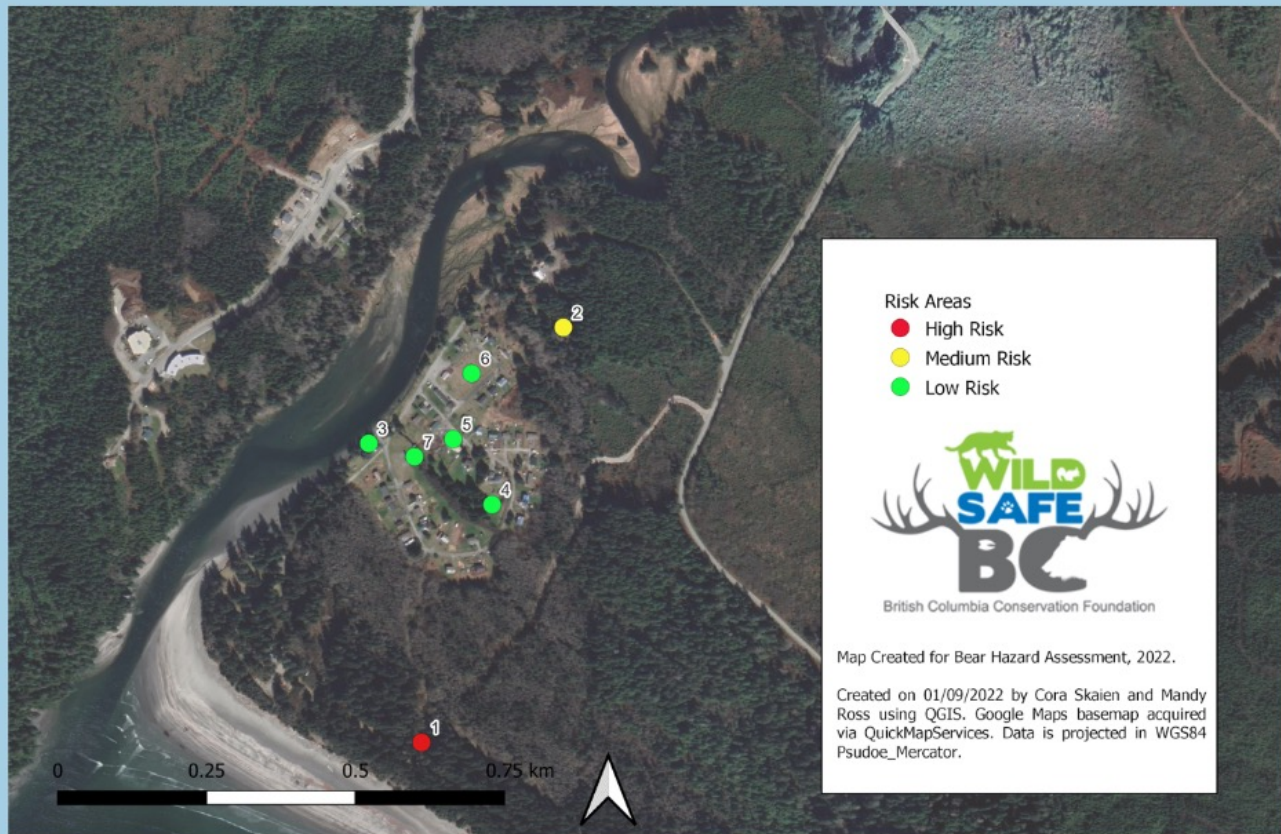 2
6
3
5
7
4
1
0
0.25
0.5
0.75 km
Risk Areas
High Risk
Medium Risk
Low Risk
WILD
SAFE
BC
British Columbia Conservation Foundation
Map Created for Bear Hazard Assessment, 2022.
Created on 01/09/2022 by Cora Skaien and Mandy
Ross using QGIS. Google Maps basemap acquired
via QuickMapServices. Data is projected in WGS84
Psudoe_Mercator.